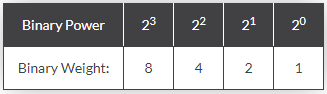 Binary Power 2³ 2² 2¹ 2⁰
Binary Weight: 8 4 2 1